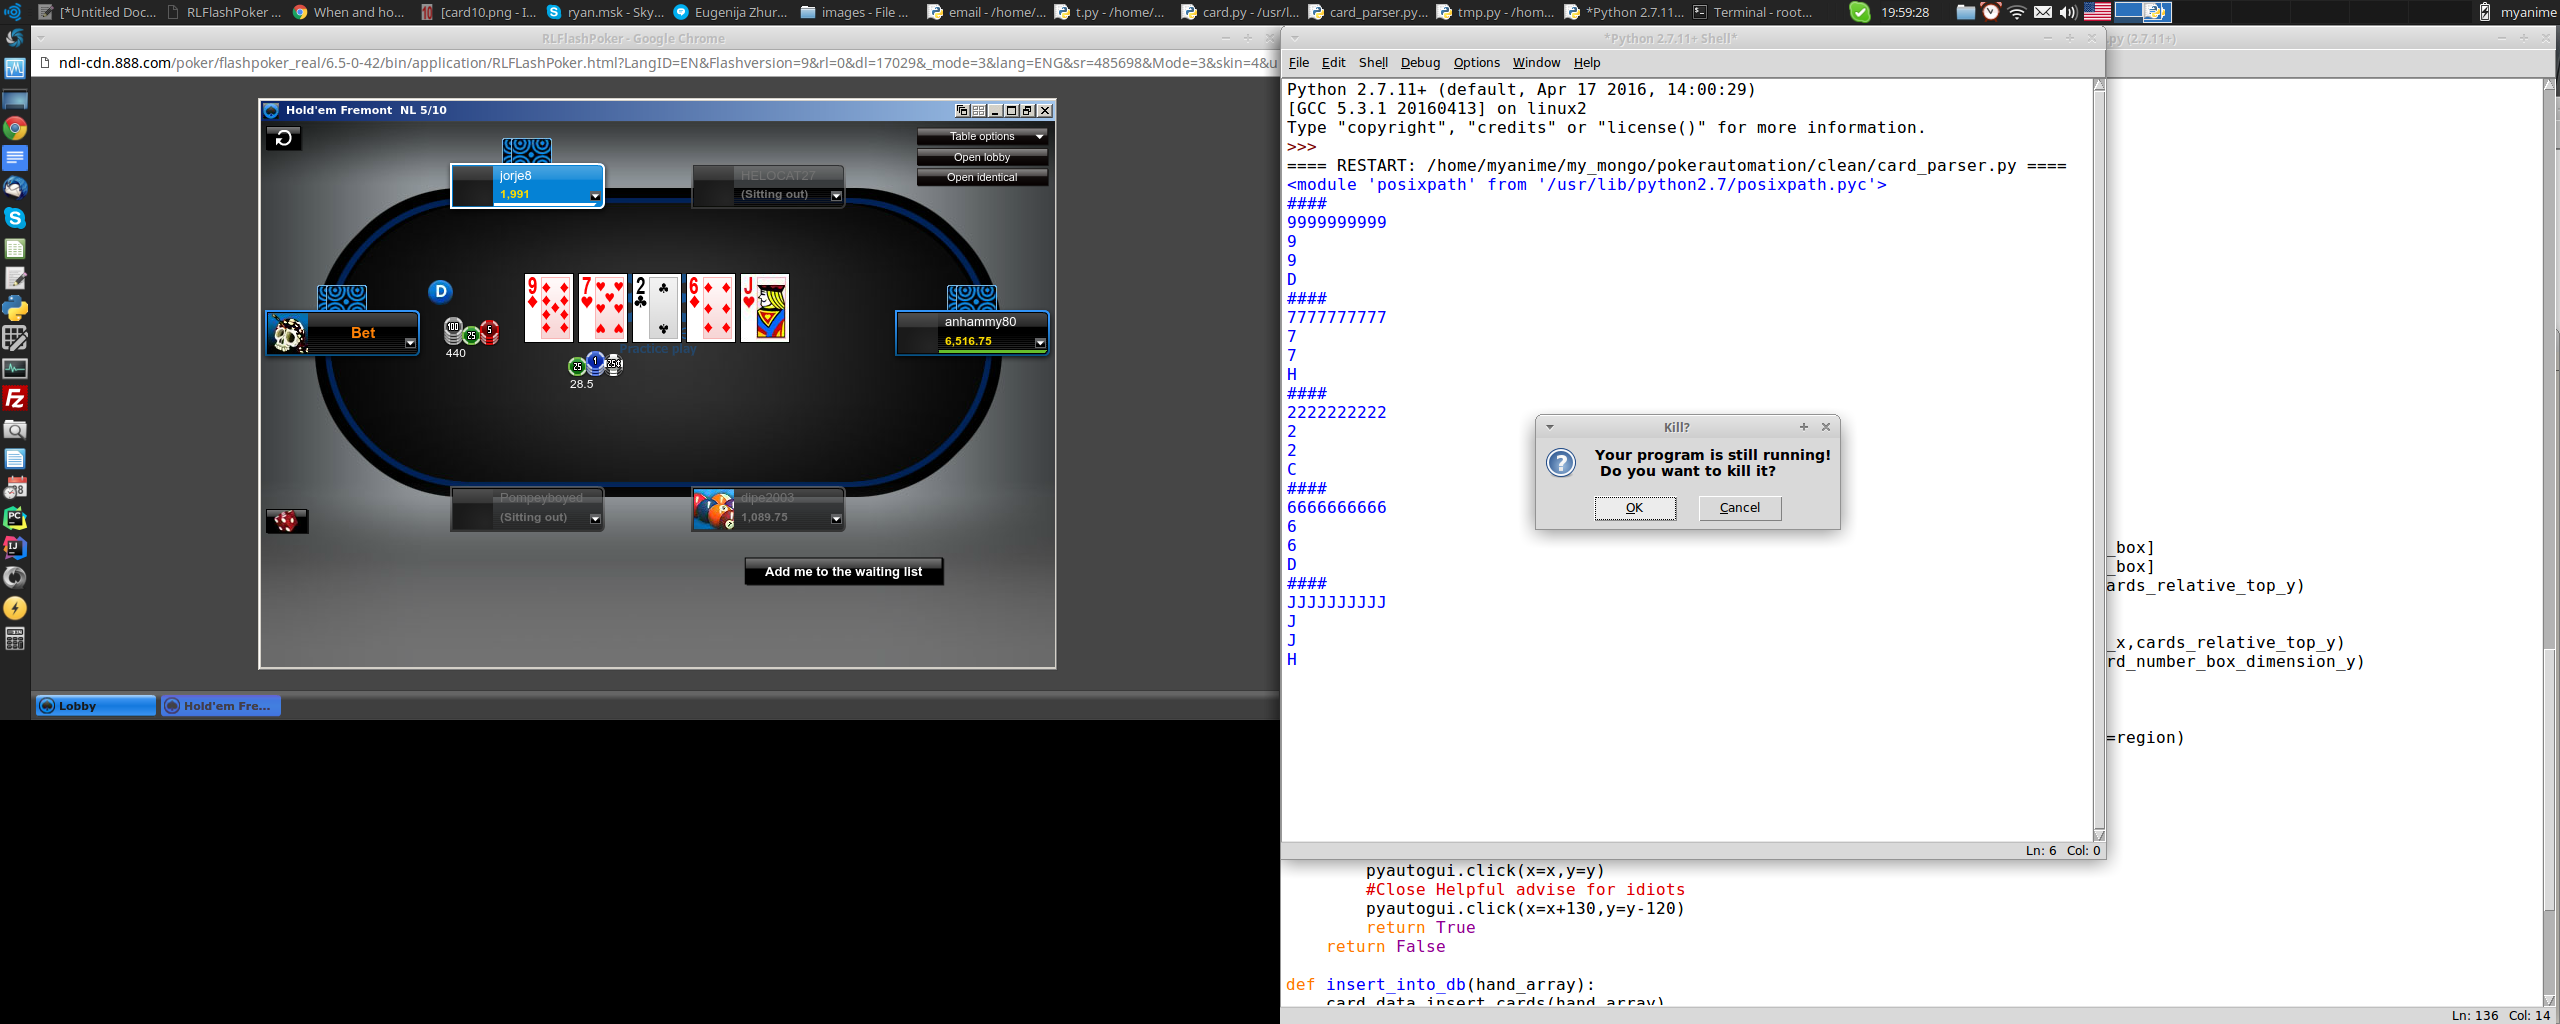 [*Untitled Doc...
RLFlashPoker ...
When and ho...
[card10.png - I...
ryan.msk - Sky...
Eugenija Zhur...
images - File ...
email - /home/...
t.py - /home/...
card.py - /usr/l...
card_parser.py...
tmp.py - /hom...
*Python 2.7.11...
Terminal - root...
19:59:28
myanime
RLFlashPoker - Google Chrome
ndl-cdn.888.com/poker/flashpoker_real/6.5-0-42/bin/application/RLFLashPoker.html?LangID=EN&Flashversion=9&rl=0&dl=17029&_mode=3&lang=ENG&sr=485698&Mode=3&skin=4&u
Hold'em Fremont NL 5/10
Table options
Open lobby
Open identical
jorje8
1,991
HELOCAT27
(Sitting out)
D
9
7
2
6
J
Bet
100
25
5
440
anhammy80
6,516.75
Practice play
25
1
28.5
Pompeyboyed
(Sitting out)
dipe2003
1,089.75
Add me to the waiting list
Lobby
Hold'em Fre...
*Python 2.7.11+ Shell*
File Edit Shell Debug Options Window Help
Python 2.7.11+ (default, Apr 17 2016, 14:00:29)
[GCC 5.3.1 20160413] on linux2
Type "copyright", "credits" or "license()" for more information.
>>>
==== RESTART: /home/myanime/my_mongo/pokerautomation/clean/card_parser.py ====
<module 'posixpath' from '/usr/lib/python2.7/posixpath.pyc'>
####
9999999999
9
9
D
####
7777777777
7
7
H
####
2222222222
2
2
C
####
6666666666
6
6
D
####
JJJJJJJJJJ
J
J
H
Ln: 6 Col: 0
Kill?
Your program is still running!
Do you want to kill it?
OK
Cancel
py (2.7.11+)
_box]
_box]
ards_relative_top_y)
_x,cards_relative_top_y)
rd_number_box_dimension_y)
=region)
pyautogui.click(x=x,y=y)
#Close Helpful advise for idiots
pyautogui.click(x=x+130,y=y-120)
return True
return False
def insert_into_db(hand_array):
card_data.insert_cards(hand_array)
Ln: 136 Col: 14